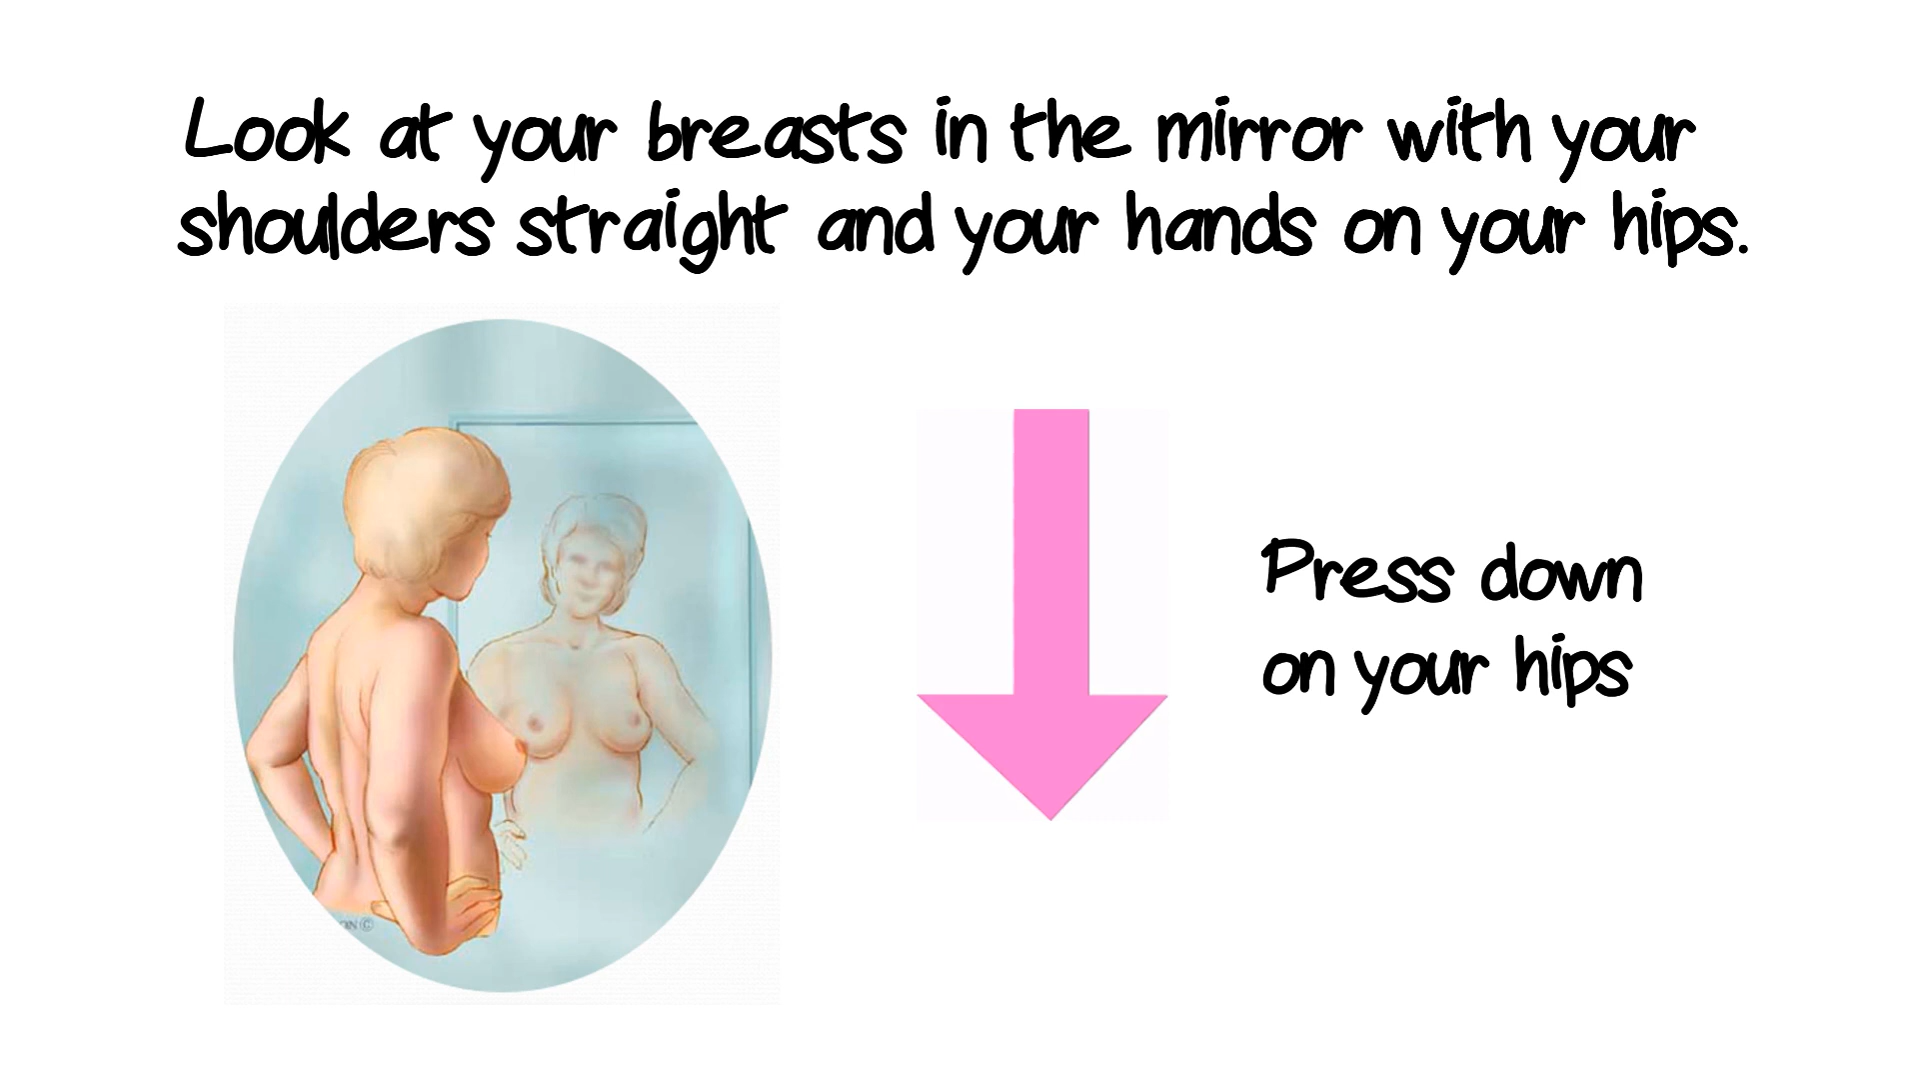 Look at your breasts in the mirror with your
shoulders straight and your hands on your hips.
Press down
on your hips